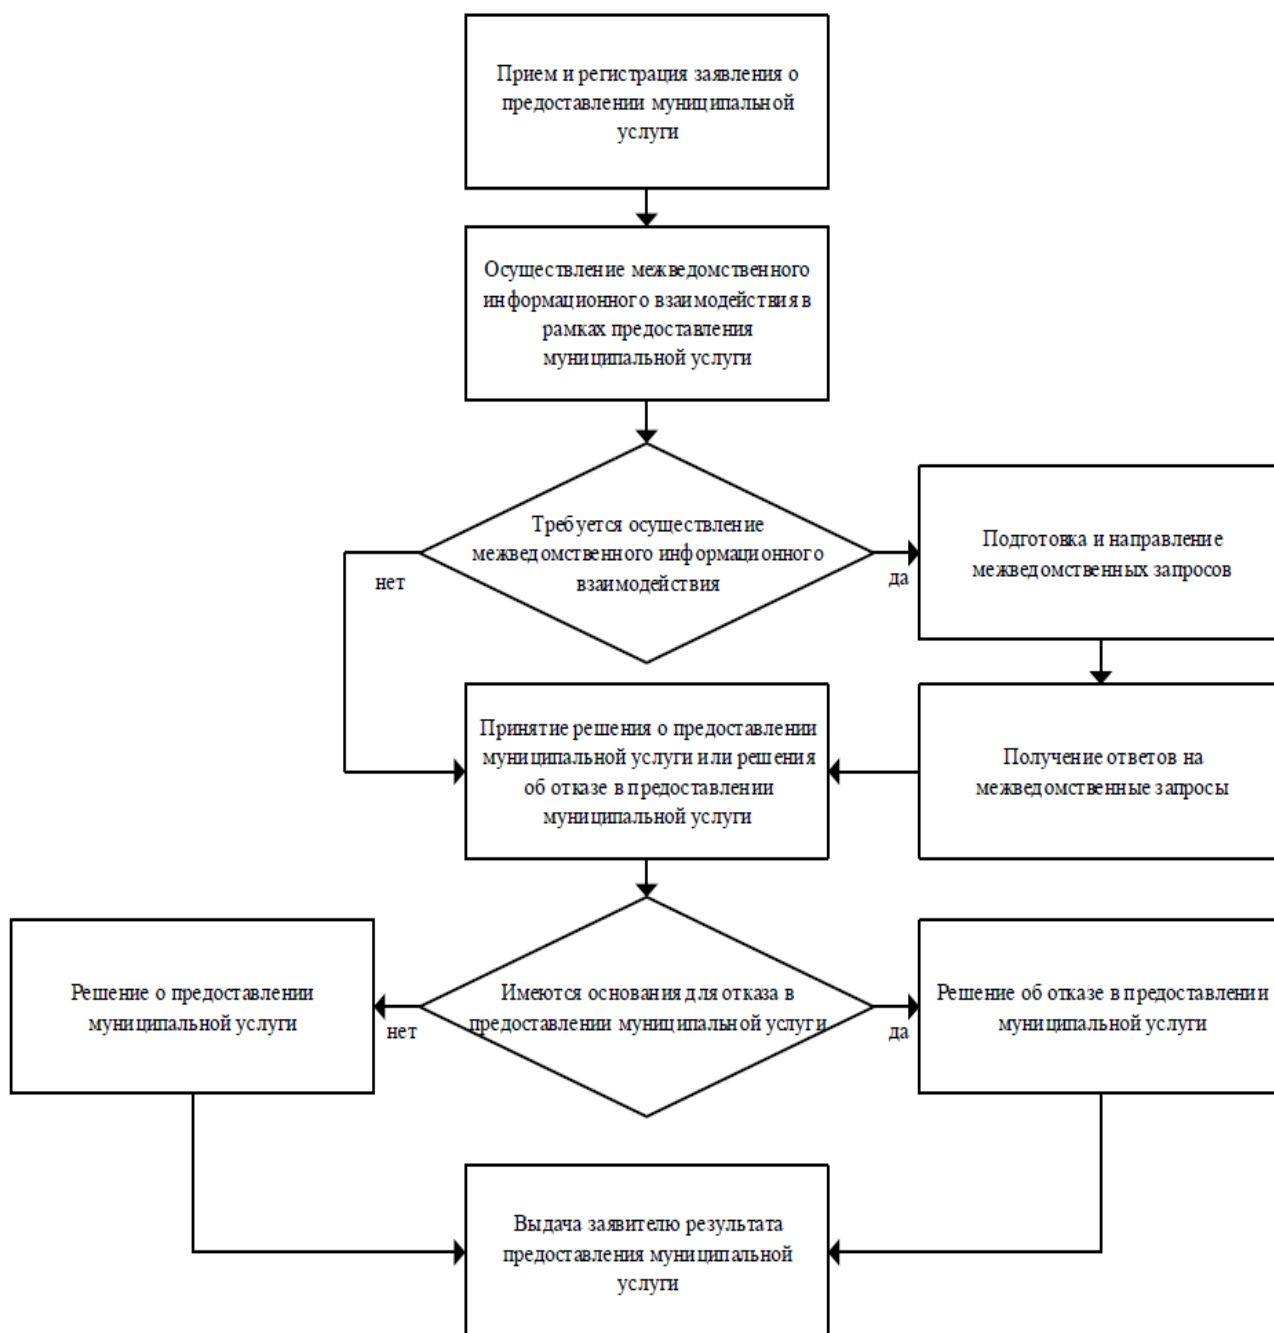 Прием и регистрация заявления о
предоставлении муниципальной
услуги
Осуществление межведомственного
информационного взаимодействия в
рамках предоставления
муниципальной услуги
Требуется осуществление
межведомственного информационного
взаимодействия
нет
да
Подготовка и направление
межведомственных запросов
Принятие решения о предоставлении
муниципальной услуги или решения
об отказе в предоставлении
муниципальной услуги
Получение ответов на
межведомственные запросы
Решение о предоставлении
муниципальной услуги
нет
Имеются основания для отказа в
предоставлении муниципальной услуги
да
Решение об отказе в предоставлении
муниципальной услуги
Выдача заявителю результата
предоставления муниципальной
услуги